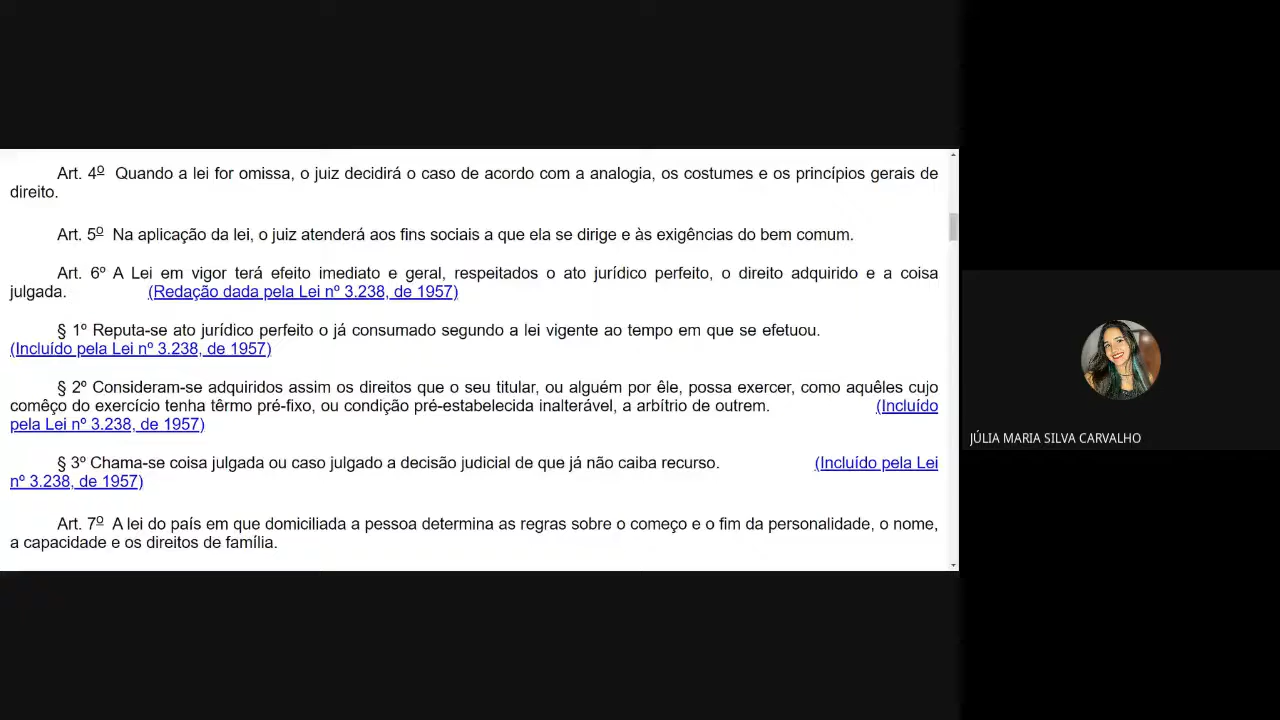 Art. 4º Quando a lei for omissa, o juiz decidirá o caso de acordo com a analogia, os costumes e os princípios gerais de
direito.
Art. 5º Na aplicação da lei, o juiz atenderá aos fins sociais a que ela se dirige e às exigências do bem comum.
Art. 6º A Lei em vigor terá efeito imediato e geral, respeitados o ato jurídico perfeito, o direito adquirido e a coisa
julgada. (Redação dada pela Lei nº 3.238, de 1957)
§ 1º Reputa-se ato jurídico perfeito o já consumado segundo a lei vigente ao tempo em que se efetuou.
(Incluído pela Lei nº 3.238, de 1957)
§ 2º Consideram-se adquiridos assim os direitos que o seu titular, ou alguém por êle, possa exercer, como aquêles cujo
comêço do exercício tenha têrmo pré-fixo, ou condição pré-estabelecida inalterável, a arbítrio de outrem. (Incluído
pela Lei nº 3.238, de 1957)
§ 3º Chama-se coisa julgada ou caso julgado a decisão judicial de que já não caiba recurso. (Incluído pela Lei
nº 3.238, de 1957)
Art. 7º A lei do país em que domiciliada a pessoa determina as regras sobre o começo e o fim da personalidade, o nome,
a capacidade e os direitos de família.
JÚLIA MARIA SILVA CARVALHO